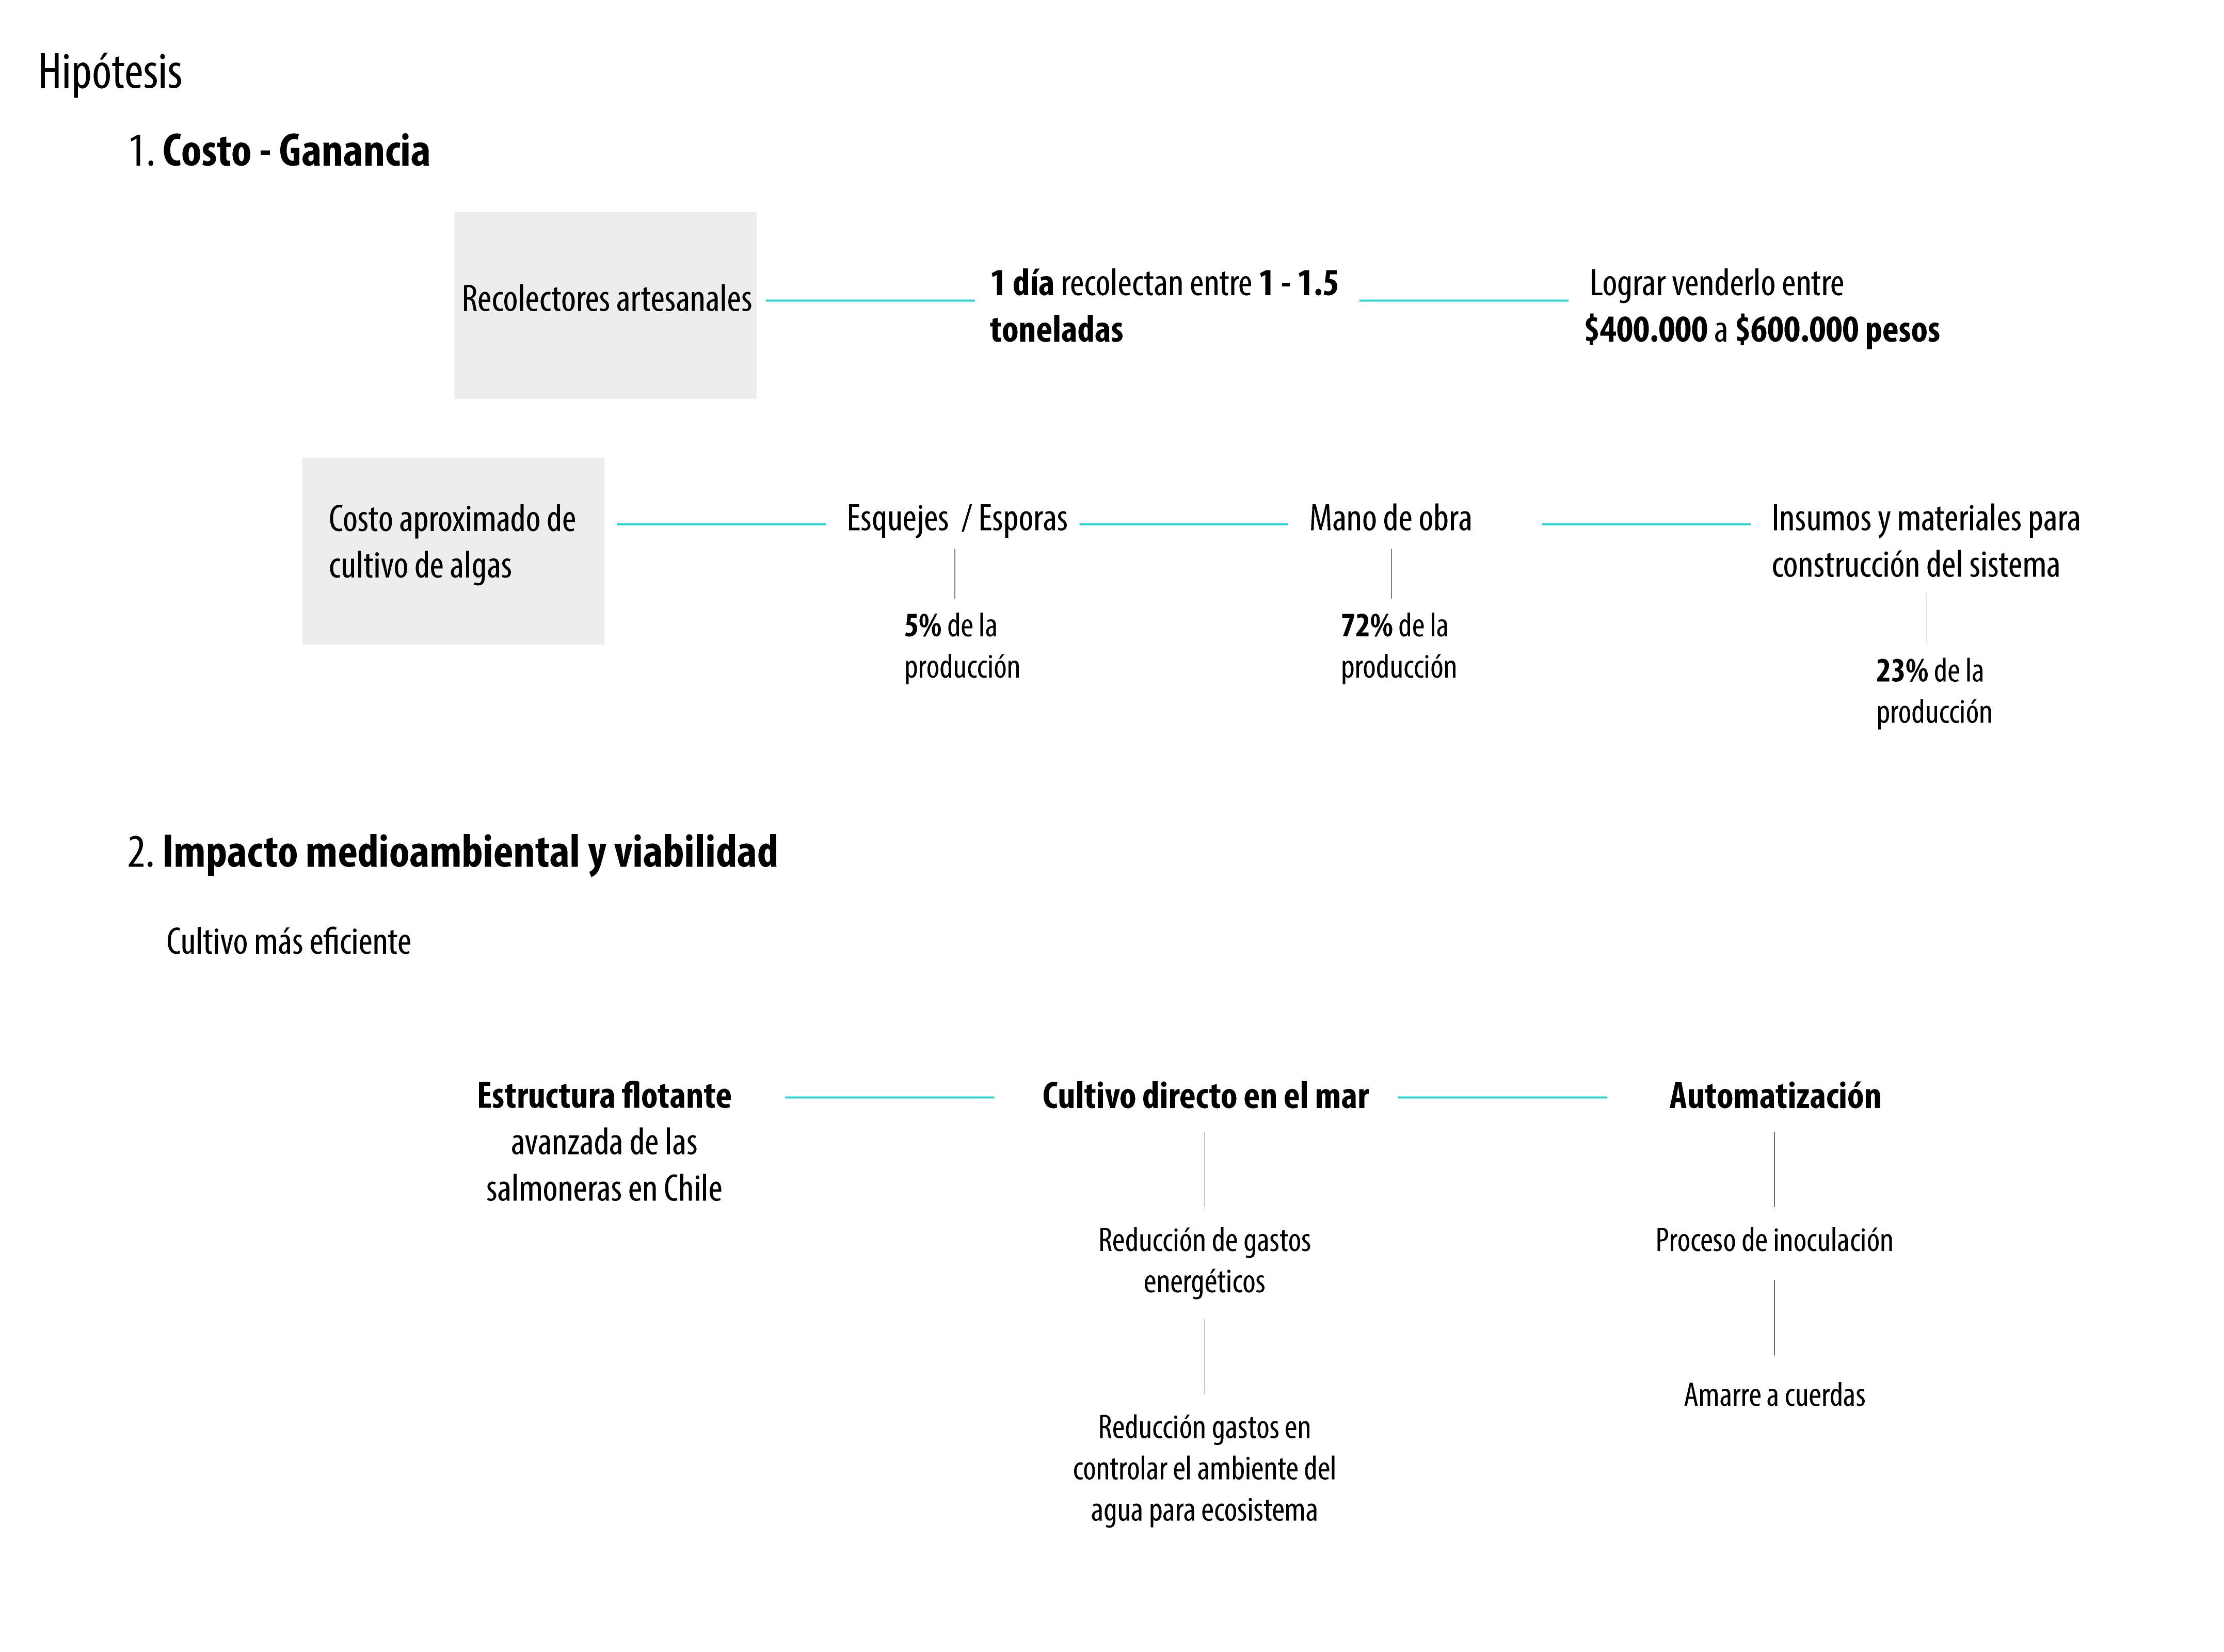 Hipótesis
1. Costo - Ganancia
Recolectores artesanales
1 día recolectan entre 1 - 1.5
toneladas
Lograr venderlo entre
$400.000 a $600.000 pesos
Costo aproximado de
cultivo de algas
Esquejes / Esporas
5% de la
producción
Mano de obra
72% de la
producción
Insumos y materiales para
construcción del sistema
23% de la
producción
2. Impacto medioambiental y viabilidad
Cultivo más eficiente
Estructura flotante
avanzada de las
salmoneras en Chile
Cultivo directo en el mar
Reducción de gastos
energéticos
Reducción gastos en
controlar el ambiente del
agua para ecosistema
Automatización
Proceso de inoculación
Amarre a cuerdas